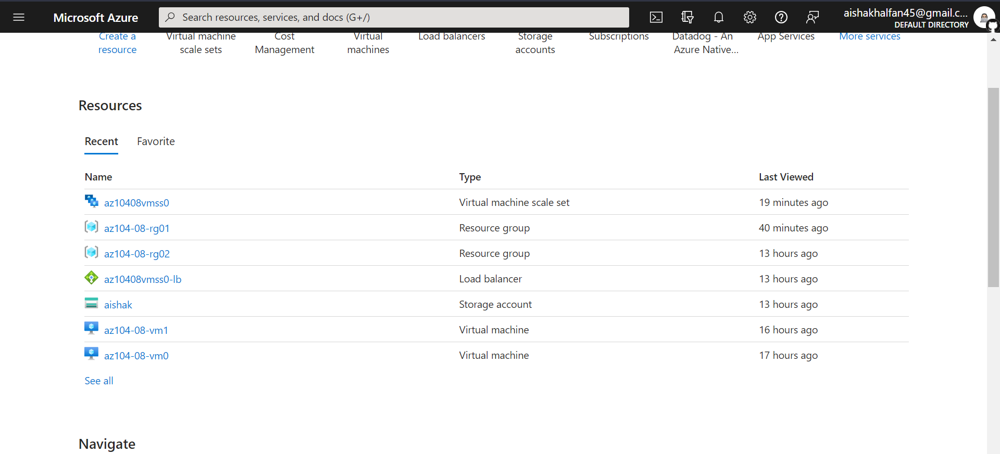 Microsoft Azure
Search resources, services, and docs (G+/)
aishakhalfan45@gmail.c...
DEFAULT DIRECTORY
Create a resource
Virtual machine scale sets
Cost Management
Virtual machines
Load balancers
Storage accounts
Subscriptions
Datadog - An Azure Native...
App Services
More services
Resources
Recent Favorite
Name Type Last Viewed
az10408vmss0 Virtual machine scale set 19 minutes ago
az104-08-rg01 Resource group 40 minutes ago
az104-08-rg02 Resource group 13 hours ago
az10408vmss0-lb Load balancer 13 hours ago
aishak Storage account 13 hours ago
az104-08-vm1 Virtual machine 16 hours ago
az104-08-vm0 Virtual machine 17 hours ago
See all
Navigate